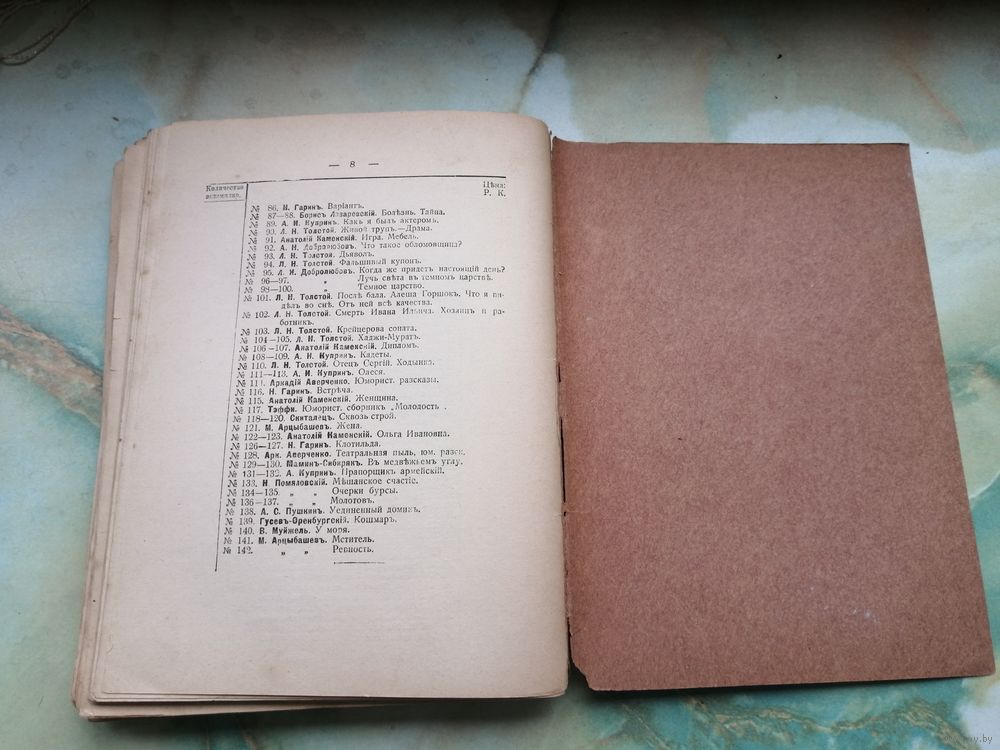 — 8 —
Количество
экземпляр.
Цѣна:
Р. К.
№ 86. Н. Гаринъ. Варіантъ.
№ 87—88. Борисъ Лазаревскій. Болѣзнь. Тайна.
№ 89. А. И. Купринъ. Какъ я былъ актеромъ.
№ 90. Л. Н. Толстой. Живой трупъ.—Драма.
№ 91. Анатолій Каменскій. Игра. Мебель.
№ 92. А. Н. Добролюбовъ. Что такое обломовщина?
№ 93. Л. Н. Толстой. Дьяволъ.
№ 94. Л. Н. Толстой. Фальшивый купонъ.
№ 95. А. Н. Добролюбовъ. Когда же придетъ настоящій день?
№ 96—97. „ Лучь свѣта въ темномъ царствѣ.
№ 98—100. „ Темное царство.
№ 101. Л. Н. Толстой. Послѣ бала. Алеша Горшокъ. Что я ви-
дѣлъ во снѣ. Отъ ней всѣ качества.
№ 102. Л. Н. Толстой. Смерть Ивана Ильича. Хозяинъ и ра-
ботникъ.
№ 103. Л. Н. Толстой. Крейцерова соната.
№ 104—105. Л. Н. Толстой. Хаджи-Муратъ.
№ 106—107. Анатолій Каменскій. Дипломъ.
№ 108—109. А. И. Купринъ. Кадеты.
№ 110. Л. Н. Толстой. Отецъ Сергій. Ходынка.
№ 111—113. А. И. Купринъ. Олеся.
№ 114. Аркадій Аверченко. Юморист. разсказы.
№ 116. Н. Гаринъ. Встрѣча.
№ 115. Анатолій Каменскій. Женщина.
№ 117. Тэффи. Юморист. сборникъ „Молодость .
№ 118—120. Скиталецъ. Сквозь строй.
№ 121. М. Арцыбашевъ. Жена.
№ 122—123. Анатолій Каменскій. Ольга Ивановна.
№ 126—127. Н. Гаринъ. Клотильда.
№ 128. Арк. Аверченко. Театральная пыль, юм. разск.
№ 129—130. Маминъ-Сибирякъ. Въ медвѣжьемъ углу.
№ 131—132. А. Купринъ. Прапорщикъ армейскій.
№ 133. Н. Помяловскій. Мѣщанское счастіе.
№ 134—135. „ „ Очерки бурсы.
№ 136—137. „ „ Молотовъ.
№ 138. А. С. Пушкинъ. Уединенный домикъ.
№ 139. Гусевъ-Оренбургскій. Кошмаръ.
№ 140. В. Муйжель. У моря.
№ 141. М. Арцыбашевъ. Мститель.
№ 142. „ „ Ревность.